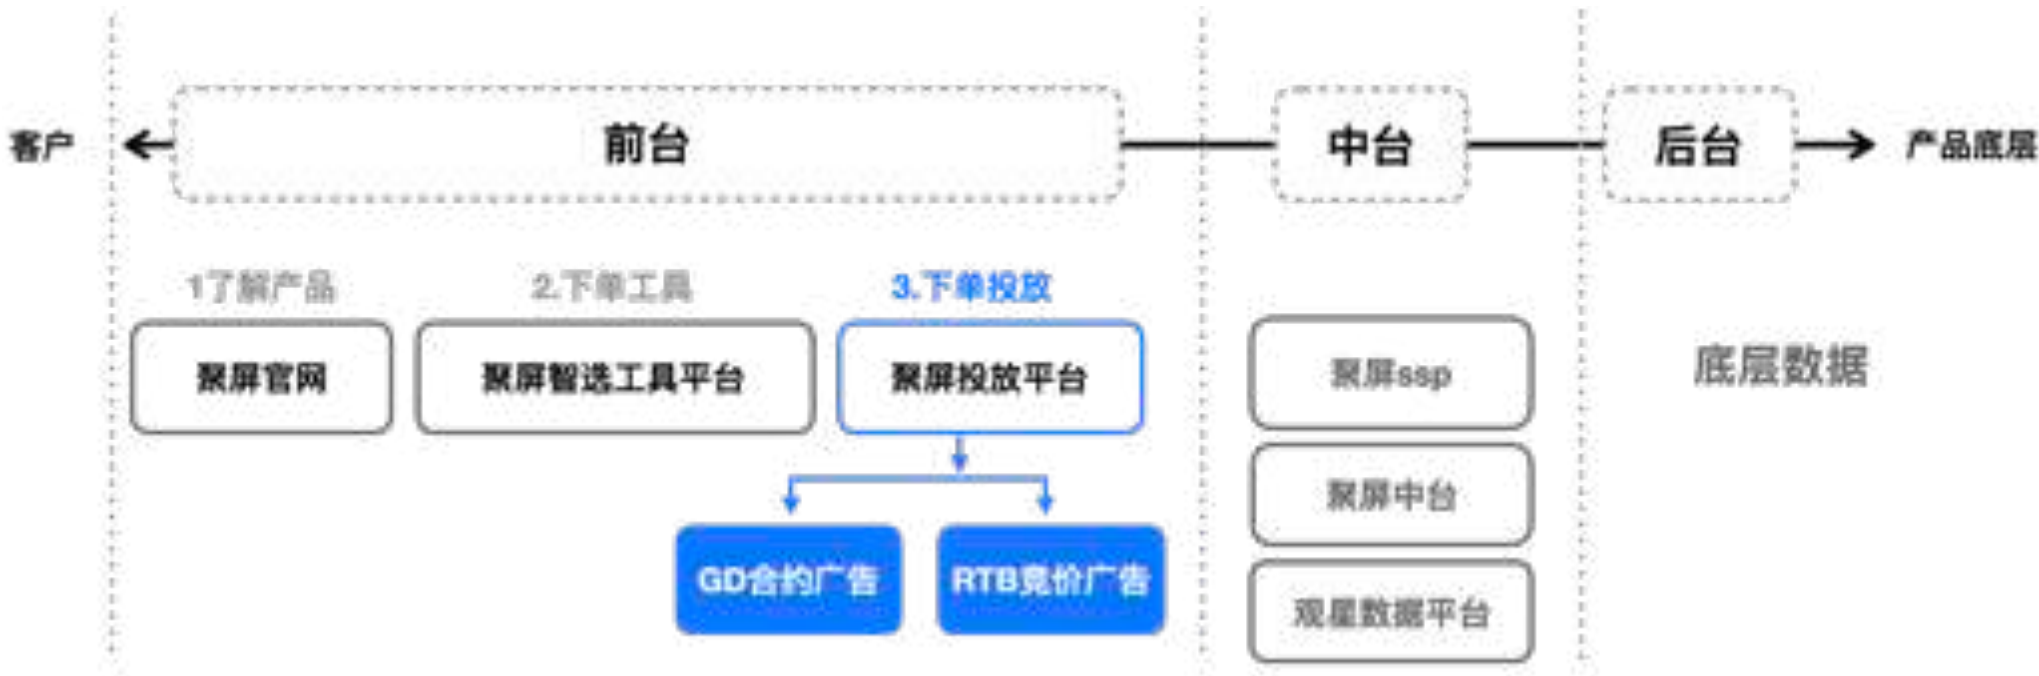 客户
前台
中台
后台
产品底层
1了解产品
2.下单工具
3.下单投放
聚屏官网
聚屏智选工具平台
聚屏投放平台
GD合约广告
RTB竞价广告
聚屏ssp
聚屏中台
观星数据平台
底层数据